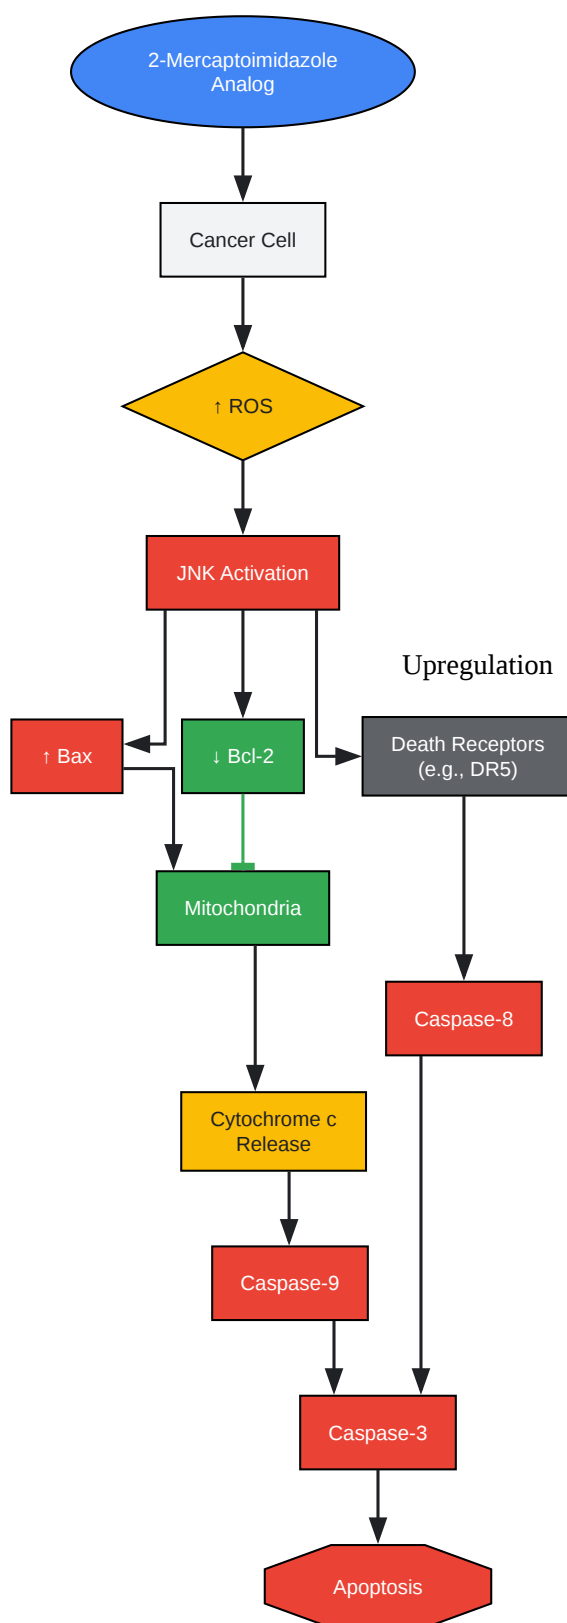 2-Mercaptoimidazole
Analog
Cancer Cell
↑ ROS
JNK Activation
Upregulation
↑ Bax
↓ Bcl-2
Death Receptors
(e.g., DR5)
Mitochondria
Caspase-8
Cytochrome c
Release
Caspase-9
Caspase-3
Apoptosis